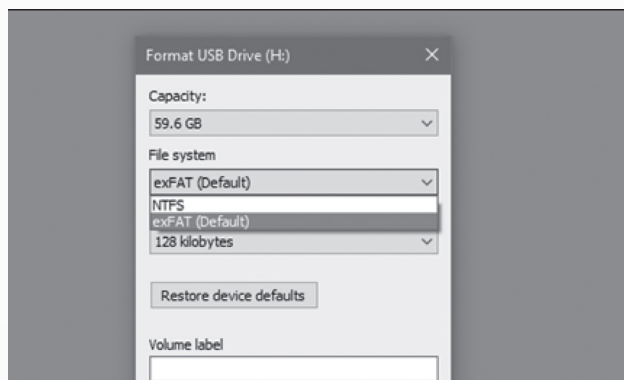 Format USB Drive (H:)
Capacity:
59.6 GB
File system
exFAT (Default)
NTFS
exFAT (Default)
128 kilobytes
Restore device defaults
Volume label